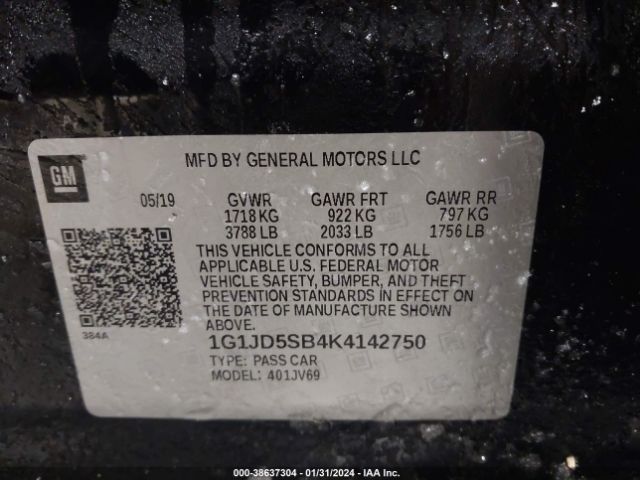 GM
MFD BY GENERAL MOTORS LLC
05/19 GVWR GAWR FRT GAWR RR
1718 KG 922 KG 797 KG
3788 LB 2033 LB 1756 LB
THIS VEHICLE CONFORMS TO ALL
APPLICABLE U.S. FEDERAL MOTOR
VEHICLE SAFETY, BUMPER, AND THEFT
PREVENTION STANDARDS IN EFFECT ON
THE DATE OF MANUFACTURE SHOWN
ABOVE.
384A
1G1JD5SB4K4142750
TYPE: PASS CAR
MODEL: 401JV69
000-38637304 - 01/31/2024 - IAA Inc.